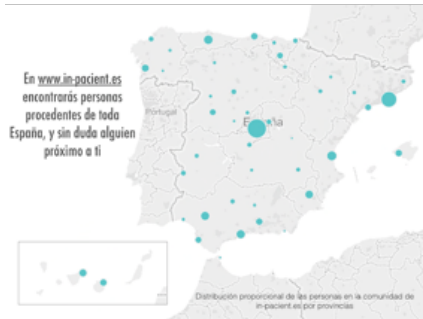 En www.in-pacient.es
encontrarás personas
procedentes de toda
España, y sin duda alguien
próximo a ti
Portugal
España
Distribución proporcional de las personas en la comunidad de
in-pacient.es por provincias